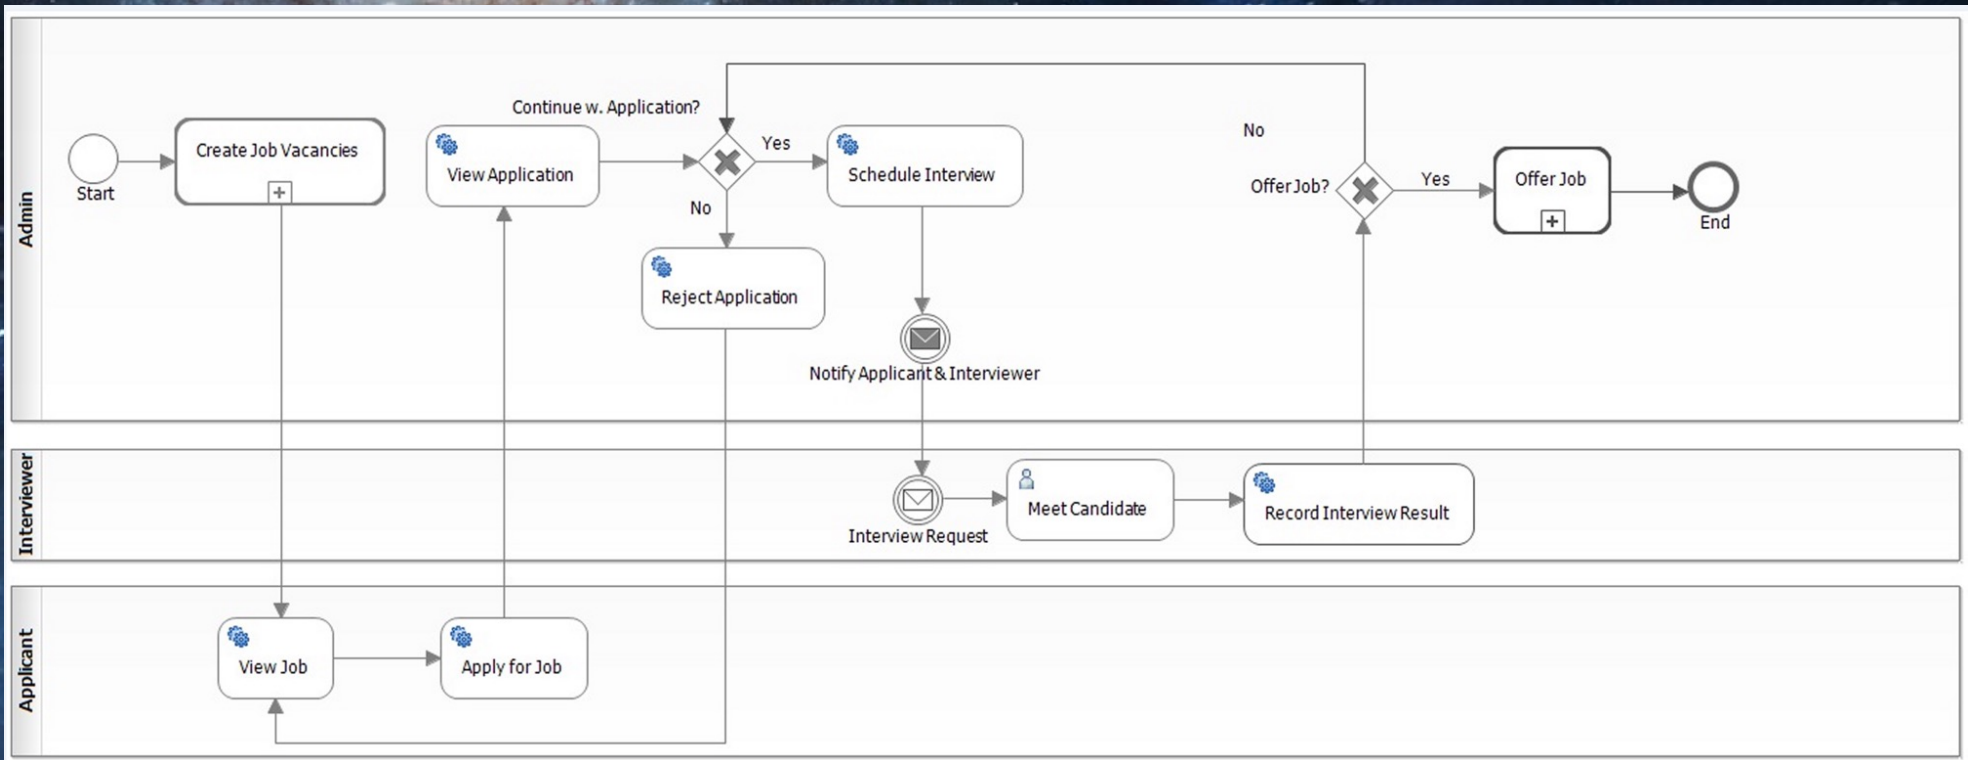 Admin
Start
Create Job Vacancies
Continue w. Application?
View Application
Yes
No
Schedule Interview
Reject Application
Notify Applicant & Interviewer
No
Offer Job?
Yes
Offer Job
End
Interviewer
Interview Request
Meet Candidate
Record Interview Result
Applicant
View Job
Apply for Job